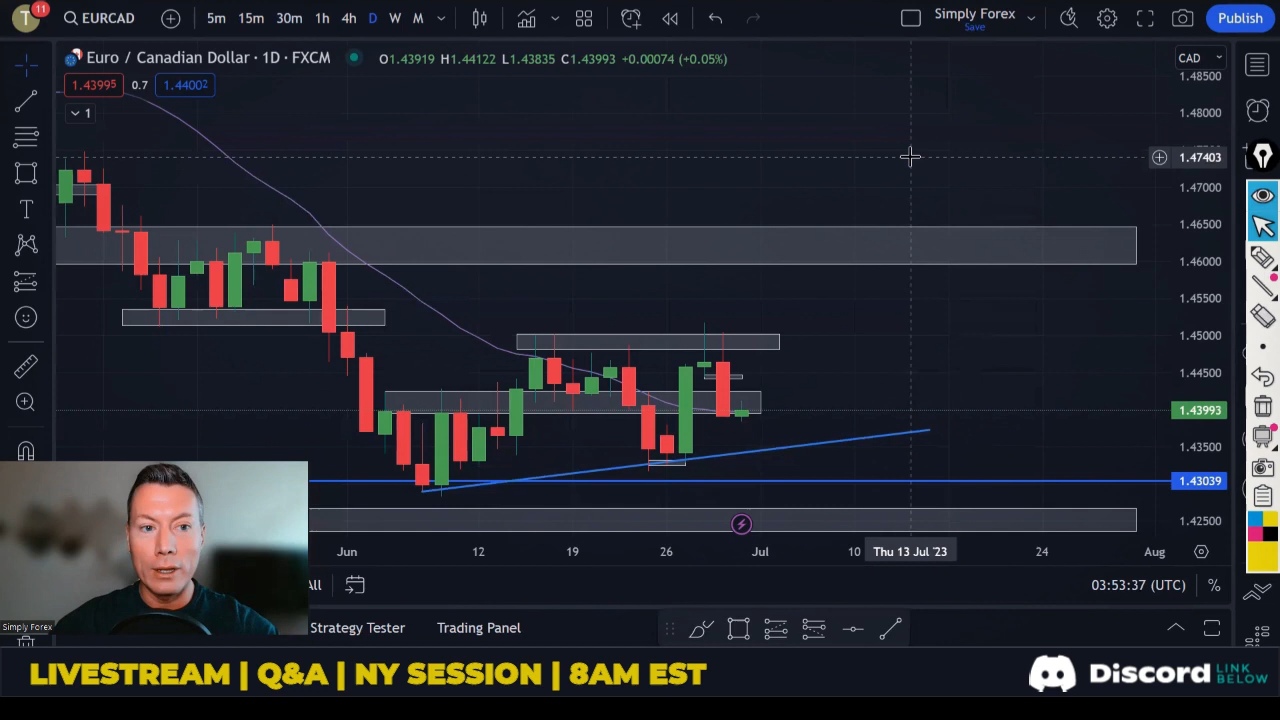 T
11
EURCAD
5m 15m 30m 1h 4h D W M
Simply Forex
Save
Publish
Euro / Canadian Dollar · 1D · FXCM
O1.43919 H1.44122 L1.43835 C1.43993 +0.00074 (+0.05%)
CAD
1.43995 0.7 1.44002
1
1.48500
1.48000
1.47403
1.47000
1.46500
1.46000
1.45500
1.45000
1.44500
1.43993
1.43500
1.43039
1.42500
Jun 12 19 26 Jul 10 Thu 13 Jul '23 24 Aug
All
03:53:37 (UTC) %
Simply Forex
Strategy Tester Trading Panel
LIVESTREAM | Q&A | NY SESSION | 8AM EST
Discord LINK BELOW